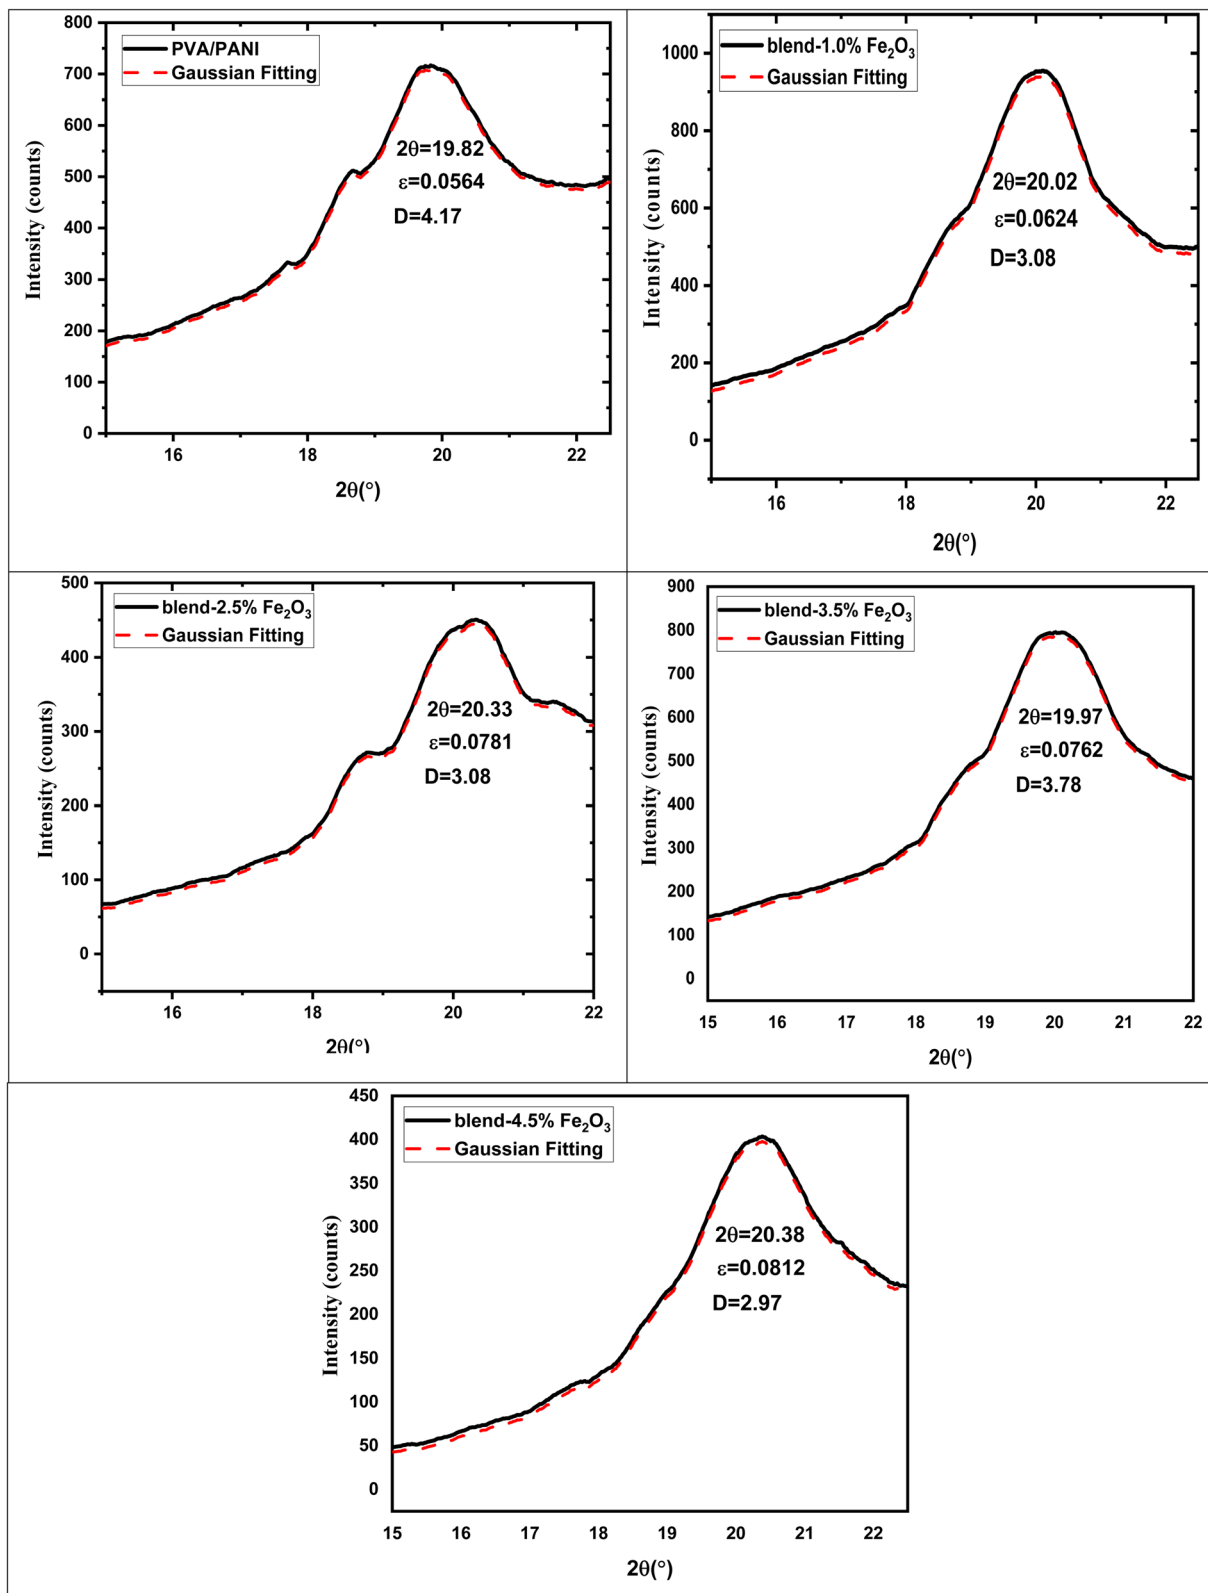 800
700
600
500
400
300
200
100
0
Intensity (counts)
PVA/PANI
Gaussian Fitting
2θ=19.82
ε=0.0564
D=4.17
16
18
20
22
2θ(°)
1000
800
600
400
200
0
Intensity (counts)
blend-1.0% Fe₂O₃
Gaussian Fitting
2θ=20.02
ε=0.0624
D=3.08
16
18
20
22
2θ(°)
500
400
300
200
100
0
Intensity (counts)
blend-2.5% Fe₂O₃
Gaussian Fitting
2θ=20.33
ε=0.0781
D=3.08
16
18
20
22
2θ(°)
900
800
700
600
500
400
300
200
100
0
Intensity (counts)
blend-3.5% Fe₂O₃
Gaussian Fitting
2θ=19.97
ε=0.0762
D=3.78
15
16
17
18
19
20
21
22
2θ(°)
450
400
350
300
250
200
150
100
50
0
Intensity (counts)
blend-4.5% Fe₂O₃
Gaussian Fitting
2θ=20.38
ε=0.0812
D=2.97
15
16
17
18
19
20
21
22
2θ(°)